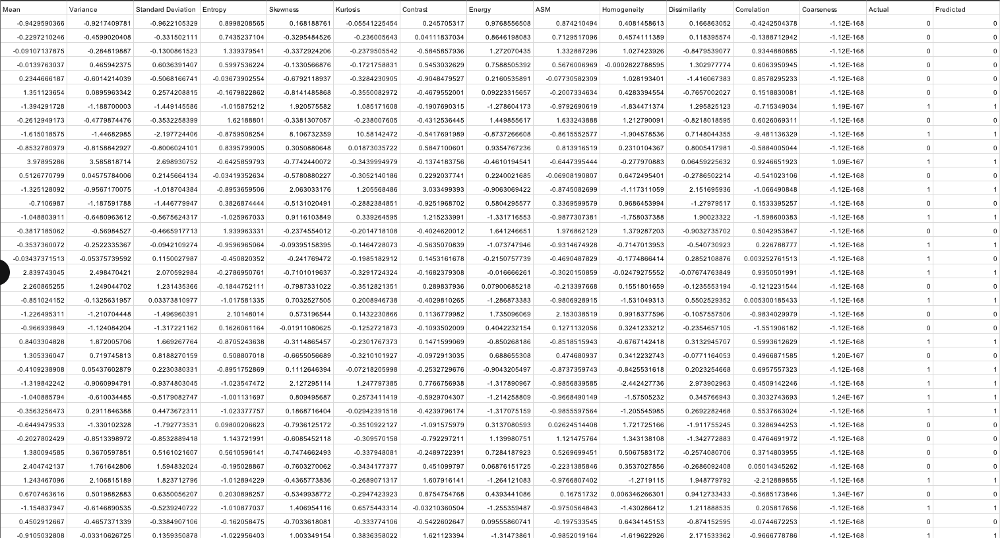 Mean Variance Standard Deviation Entropy Skewness Kurtosis Contrast Energy ASM Homogeneity Dissimilarity Correlation Coarseness Actual Predicted
-0.9429590366 -0.9217409781 -0.9622105329 0.8998208565 0.168188761 -0.05541225454 0.245705317 0.9768556508 0.874210494 0.4081458613 0.166863052 -0.4242504378 -1.12E-168 0 0
-0.2297210246 -0.4599020408 -0.331502111 0.7435237104 -0.3295484526 -0.236005643 0.04111837034 0.8646198083 0.7129517096 0.4574111389 0.118395574 -0.1388712942 -1.12E-168 0 0
-0.09107137875 -0.284819887 -0.1300861523 1.339379541 -0.3372924206 -0.2379505542 -0.5845857936 1.272070435 1.332887296 1.027423926 -0.8479539077 0.9344880885 -1.12E-168 0 0
-0.0139763037 0.465942375 0.6036391407 0.5997536224 -0.1330566876 -0.1721758831 0.5453032629 0.7588505392 0.5676006969 -0.0002822788595 1.302977774 0.6063950945 -1.12E-168 0 0
0.2344666187 -0.6014214039 -0.5068166741 -0.03673902554 -0.6792118937 -0.3284230905 -0.9048479527 0.2160535891 -0.07730582309 1.028193401 -1.416067383 0.8578295233 -1.12E-168 0 0
1.351123654 0.0895963342 0.2574208815 -0.1679822862 -0.8141485868 -0.3550082972 -0.4679552001 0.09223315657 -0.2007334634 0.4283394554 -0.7657002027 0.1518830081 -1.12E-168 0 0
-1.394291728 -1.188700003 -1.449145586 -1.015875212 1.920575582 1.085171608 -0.1907690315 -1.278604173 -0.9792690619 -1.834471374 1.295825123 -0.715349034 1.19E-167 1 1
-0.2612949173 -0.4779874476 -0.3532258399 1.62188801 -0.3381307057 -0.238007605 -0.4312536445 1.449855617 1.633243888 1.212790091 -0.8218018595 0.6026069311 -1.12E-168 0 0
-1.615018575 -1.44682985 -2.197724406 -0.8759508254 8.106732359 10.58142472 -0.5417691989 -0.8737266608 -0.8615552577 -1.904578536 0.7148044355 -9.481136329 -1.12E-168 1 1
-0.8532780979 -0.8158842927 -0.8006024101 0.8395799005 0.3050880648 0.01873035722 0.5847100601 0.9354767236 0.813916519 0.2310104367 0.8005417981 -0.5884005044 -1.12E-168 0 0
3.97895286 3.585818714 2.698930752 -0.6425859793 -0.7742440072 -0.3439994979 -0.1374183756 -0.4610194541 -0.6447395444 -0.277970883 0.06459225632 0.9246651923 1.09E-167 1 1
0.5126770799 0.04575784006 0.2145664134 -0.03419352634 -0.5780880227 -0.3052140186 0.2292037741 0.2240021685 -0.06908190807 0.6472495401 -0.2786502214 -0.541023106 -1.12E-168 0 0
-1.325128092 -0.9567170075 -1.018704384 -0.8953659506 2.063033176 1.205568486 3.033499393 -0.9063069422 -0.8745082699 -1.117311059 2.151695936 -1.066490848 -1.12E-168 1 1
-0.7106987 -1.187591788 -1.446779947 0.3826874444 -0.5131020491 -0.2882384851 -0.9251968702 0.5804295577 0.3369599579 0.9686453994 -1.27979517 0.1533395257 -1.12E-168 0 0
-1.048803911 -0.6480963612 -0.5675624317 -1.025967033 0.9116103849 0.339264595 1.215233991 -1.331716553 -0.9877307381 -1.758037388 1.90023322 -1.598600383 -1.12E-168 1 1
-0.3817185062 -0.56984527 -0.4665917713 1.939963331 -0.2374554012 -0.2014718108 -0.4024620012 1.641246651 1.976862129 1.379287203 -0.9032735702 0.5042953847 -1.12E-168 0 0
-0.3537360072 -0.2522335367 -0.0942109274 -0.9596965064 -0.09395158395 -0.1464728073 -0.5635070839 -1.073747946 -0.9314674928 -0.7147013953 -0.540730923 0.226788777 -1.12E-168 1 1
-0.03437371513 -0.05375739592 0.1150027987 -0.450820352 -0.241769472 -0.1985182912 0.1453161678 -0.2150757739 -0.4690487829 -0.1774866414 0.2852108876 0.003252761513 -1.12E-168 0 0
2.839743045 2.498470421 2.070592984 -0.2786950761 -0.7101019637 -0.3291724324 -0.1682379308 -0.016666261 -0.3020150859 -0.02479275552 -0.07674763849 0.9350501991 -1.12E-168 1 1
2.260865255 1.249044702 1.231435366 -0.1844752111 -0.7987331022 -0.3512821351 0.289837936 0.07900685218 -0.213397668 0.1551801659 -0.1235553194 -0.1212231544 -1.12E-168 0 0
-0.851024152 -0.1325631957 0.03373810977 -1.017581335 0.7032527505 0.2008946738 -0.4029810265 -1.286873383 -0.9806928915 -1.531049313 0.5502529352 0.005300185433 -1.12E-168 1 1
-1.226495311 -1.210704448 -1.496960391 2.10148014 0.573196544 0.1432230866 0.1136779982 1.735096069 2.153038519 0.9918377596 -0.1057557506 -0.9834029979 -1.12E-168 0 0
-0.966939849 -1.124084204 -1.317221162 0.1626061164 -0.01911080625 -0.1252721873 -0.1093502009 0.4042232154 0.1271132056 0.3241233212 -0.2354657105 -1.551906182 -1.12E-168 0 0
0.8403304828 1.872005706 1.669267764 -0.8705243638 -0.3114865457 -0.2301767373 0.1471599069 -0.850268186 -0.8518515943 -0.6767142418 0.3132945707 0.5993612629 -1.12E-168 1 1
1.305336047 0.719745813 0.8188270159 0.508807018 -0.6655056689 -0.3210101927 -0.0972913035 0.688655308 0.474680937 0.3412232743 -0.0771164053 0.4966871585 1.20E-167 0 0
-0.4109238908 0.05437602879 0.2230380331 -0.8951752869 0.1112646394 -0.07218205998 -0.2532729676 -0.9043205497 -0.8737359743 -0.8425531618 0.2023254668 0.6957557323 -1.12E-168 1 1
-1.319842242 -0.9060994791 -0.9374803045 -1.023547472 2.127295114 1.247797385 0.7766756938 -1.317890967 -0.9856839585 -2.442427736 2.973902963 0.4509142246 -1.12E-168 1 1
-1.040885794 -0.610034485 -0.5179082747 -1.001131697 0.809495687 0.2573411419 -0.5929704307 -1.214258809 -0.9668490149 -1.57505232 0.345766943 0.3032743693 1.24E-167 1 1
-0.3563256473 0.2911846388 0.4473672311 -1.023377757 0.1868716404 -0.02942391518 -0.4239796174 -1.317075159 -0.9855597564 -1.205545985 0.2692282468 0.5537663024 -1.12E-168 1 1
-0.6449479533 -1.330102328 -1.792773531 0.09800206623 -0.7936125172 -0.3510922127 -1.091575979 0.3137080751 0.02624514408 1.721725166 -1.911755245 0.3286944253 -1.12E-168 0 0
-0.2027802429 -0.8513398972 -0.8532889418 1.143721991 -0.6085452118 -0.309570158 -0.792297211 1.139980751 1.121475764 1.343138108 -1.342772883 0.4764691972 -1.12E-168 0 0
1.380094585 0.3670597851 0.5161021607 0.5610596141 -0.7474662493 -0.337948081 -0.2489722391 0.7284187923 0.5269699451 0.5067583172 -0.2574080706 0.3714803955 -1.12E-168 0 0
2.404742137 1.761642806 1.594832024 -0.195028867 -0.7603270062 -0.3434177377 0.451099797 0.06876151725 -0.2231385846 0.3537027856 -0.2686092408 0.05014345262 -1.12E-168 0 0
1.243467096 2.106815189 1.823712796 -1.012894229 -0.4365773836 -0.2689071317 1.607916141 -1.264121083 -0.9766807402 -1.2719115 1.948779792 -2.212889855 -1.12E-168 1 1
0.6707463616 0.5019882883 0.6350056207 0.2030898257 -0.5349938772 -0.2947423923 0.8754754768 0.4393441086 0.16751732 0.006346266301 0.9412733433 -0.5685173846 1.34E-167 0 0
-1.154837947 -0.6146890535 -0.5239240722 -1.010877037 1.406954116 0.6575443314 -0.03210360504 -1.255359487 -0.9750564843 -1.430286412 1.211888535 0.205817656 -1.12E-168 1 1
0.4502912667 -0.4657371339 -0.3384907106 -0.162058475 -0.7033618081 -0.333774106 -0.5422602647 0.09555860741 -0.197533545 0.6434145153 -0.874152595 -0.0744672253 -1.12E-168 0 0
-0.9105032808 -0.03310626725 0.1359350878 -1.022956403 1.003349154 0.3836358022 1.621123394 -1.31473861 -0.9852019164 -1.619622926 2.171533362 -0.9666778786 -1.12E-168 1 1